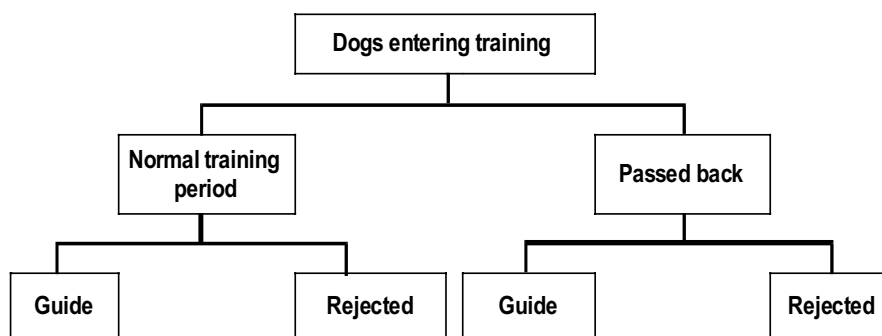 Dogs entering training
Normal training
period
Passed back
Guide
Rejected
Guide
Rejected